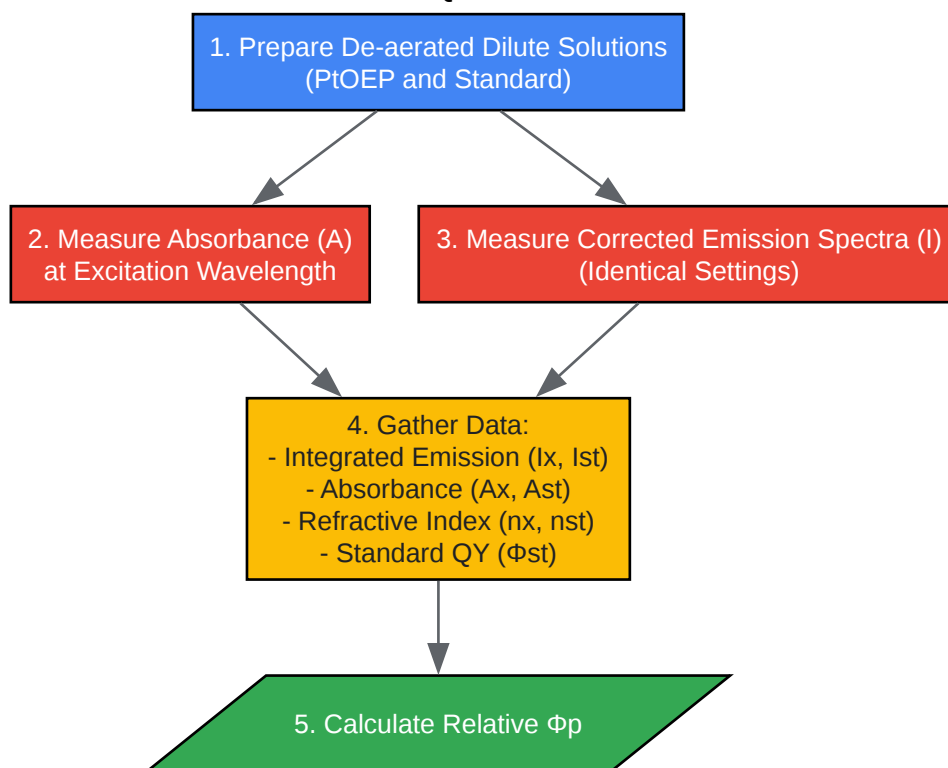 1. Prepare De-aerated Dilute Solutions
(PtOEP and Standard)
2. Measure Absorbance (A)
at Excitation Wavelength
3. Measure Corrected Emission Spectra (I)
(Identical Settings)
4. Gather Data:
- Integrated Emission (Ix, Ist)
- Absorbance (Ax, Ast)
- Refractive Index (nx, nst)
- Standard QY (Φst)
5. Calculate Relative Φp